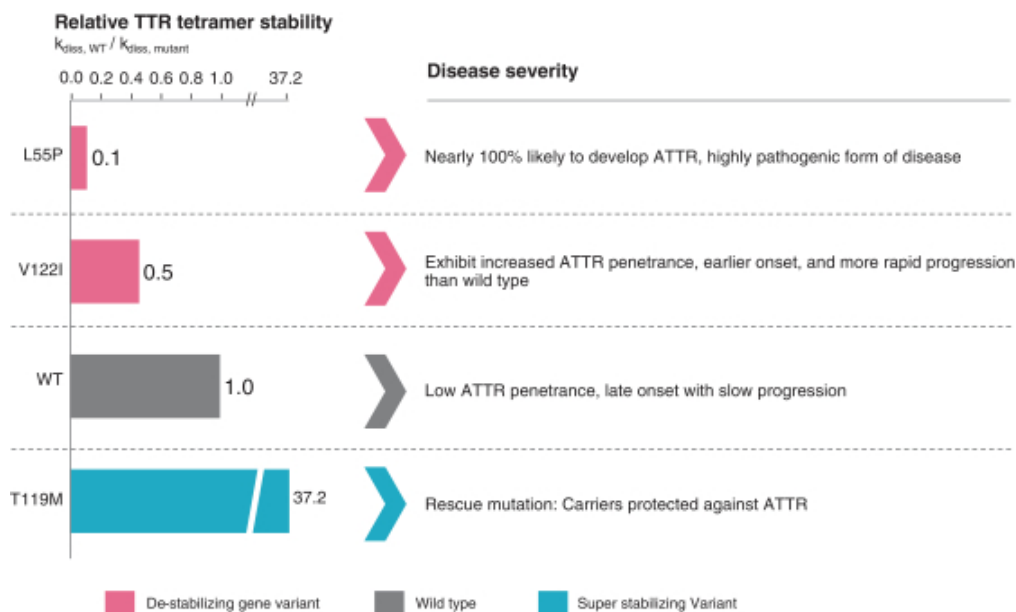 Relative TTR tetramer stability
k diss, WT / k diss, mutant
0.0 0.2 0.4 0.6 0.8 1.0 // 37.2
Disease severity
L55P 0.1 Nearly 100% likely to develop ATTR, highly pathogenic form of disease
V122I 0.5 Exhibit increased ATTR penetrance, earlier onset, and more rapid progression
than wild type
WT 1.0 Low ATTR penetrance, late onset with slow progression
T119M 37.2 Rescue mutation: Carriers protected against ATTR
De-stabilizing gene variant Wild type Super stabilizing Variant